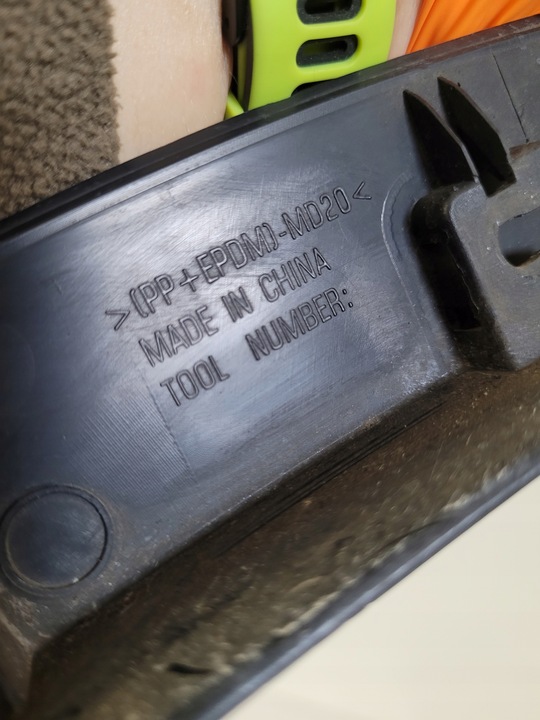 >(PP+EPDM)-MD20<
MADE IN CHINA
TOOL NUMBER: